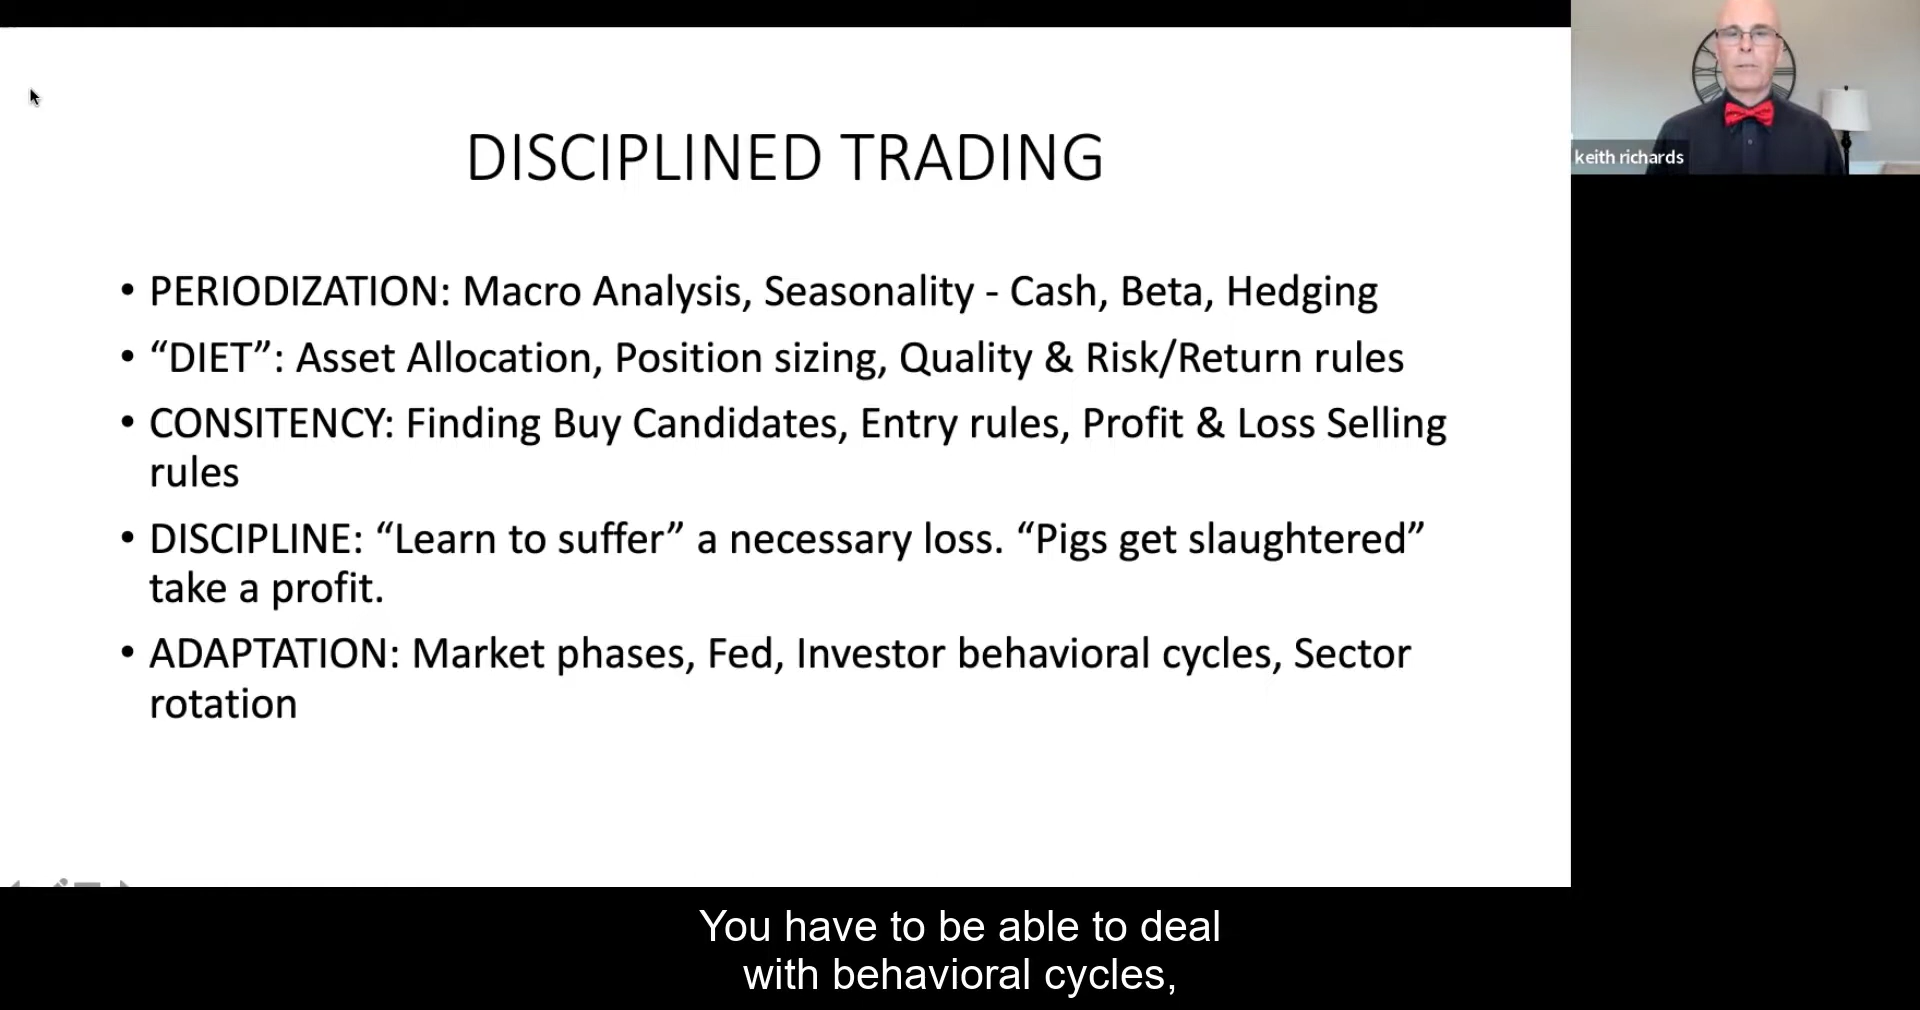 DISCIPLINED TRADING
• PERIODIZATION: Macro Analysis, Seasonality - Cash, Beta, Hedging
• “DIET”: Asset Allocation, Position sizing, Quality & Risk/Return rules
• CONSITENCY: Finding Buy Candidates, Entry rules, Profit & Loss Selling
rules
• DISCIPLINE: “Learn to suffer” a necessary loss. “Pigs get slaughtered”
take a profit.
• ADAPTATION: Market phases, Fed, Investor behavioral cycles, Sector
rotation
keith richards
You have to be able to deal
with behavioral cycles,